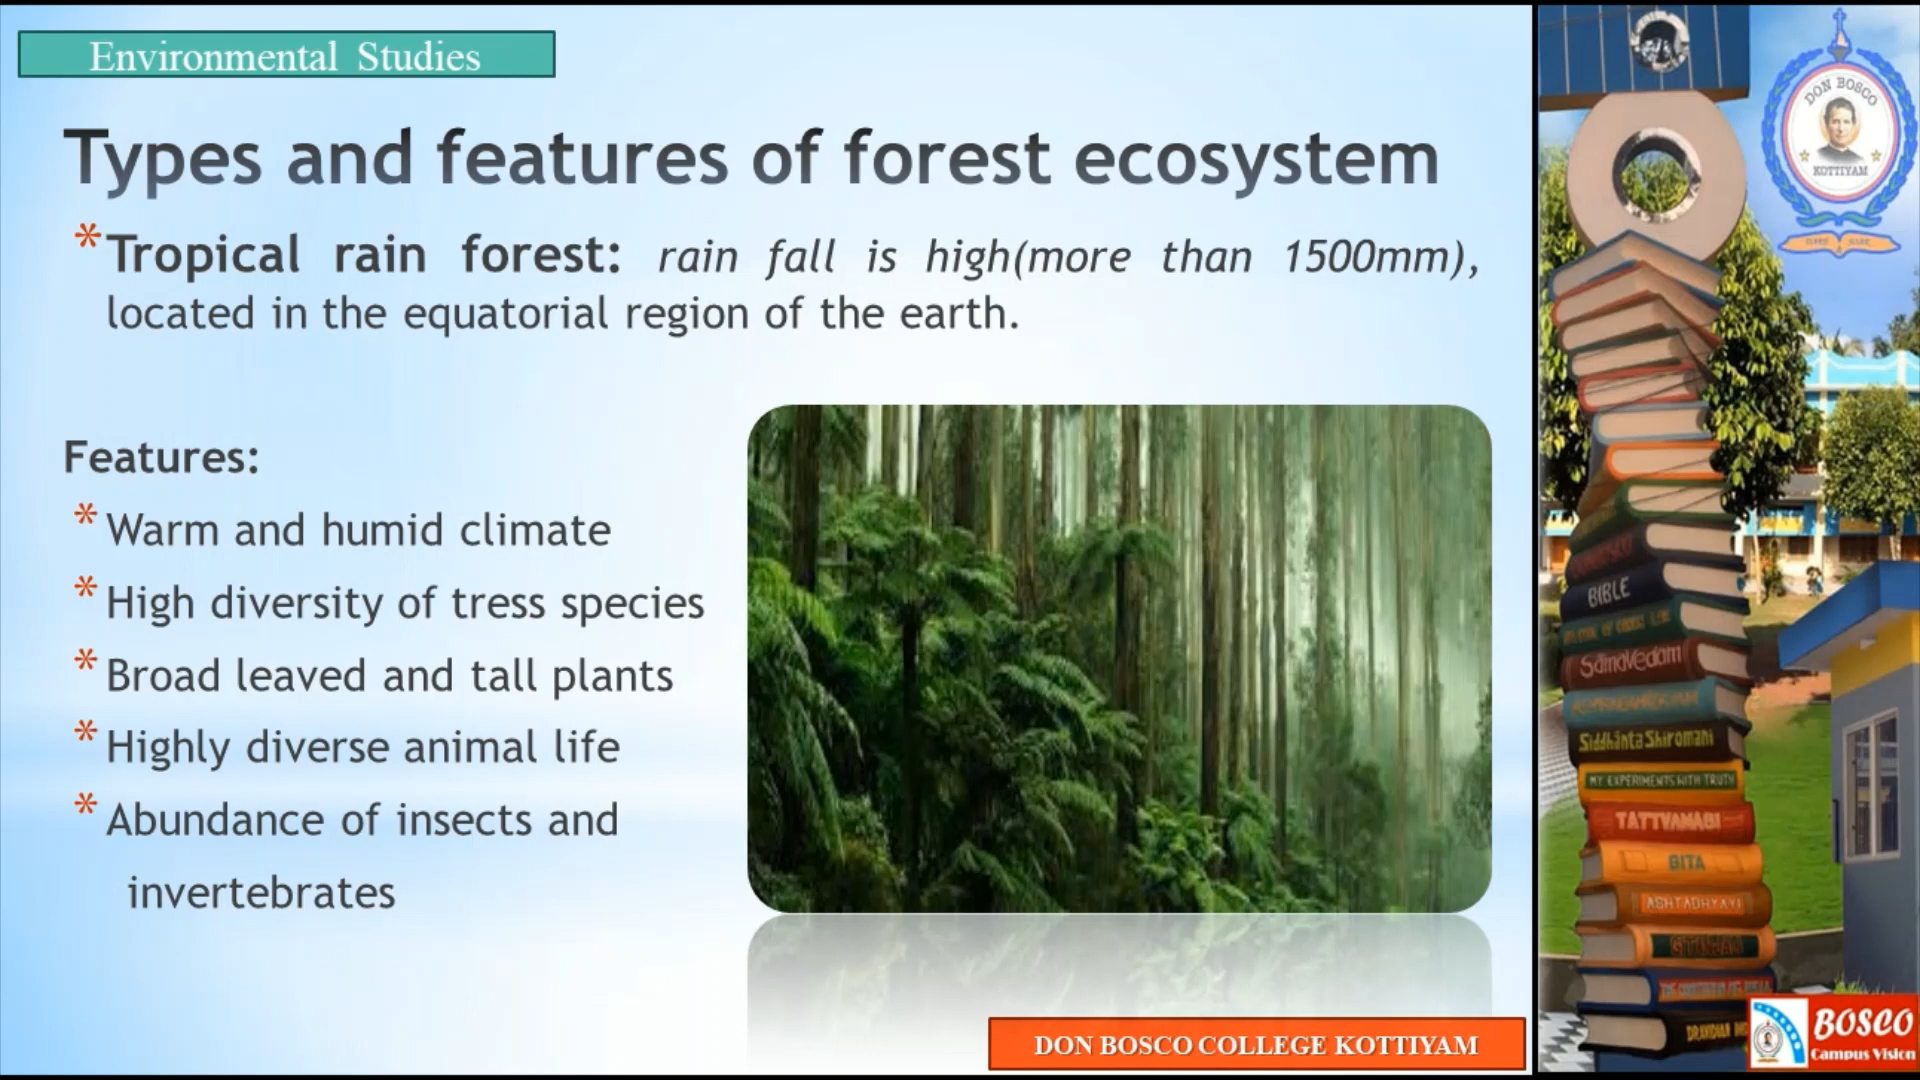 Environmental Studies
Types and features of forest ecosystem
*Tropical rain forest: rain fall is high(more than 1500mm),
located in the equatorial region of the earth.
Features:
*Warm and humid climate
*High diversity of tress species
*Broad leaved and tall plants
*Highly diverse animal life
*Abundance of insects and
invertebrates
DON BOSCO COLLEGE KOTTIYAM
DON BOSCO
KOTTIYAM
BIBLE
SamaVedam
Siddhanta Shiromani
MY EXPERIMENTS WITH TRUTH
GITA
ASHTADHYAYI
BOSCO
Campus Vision